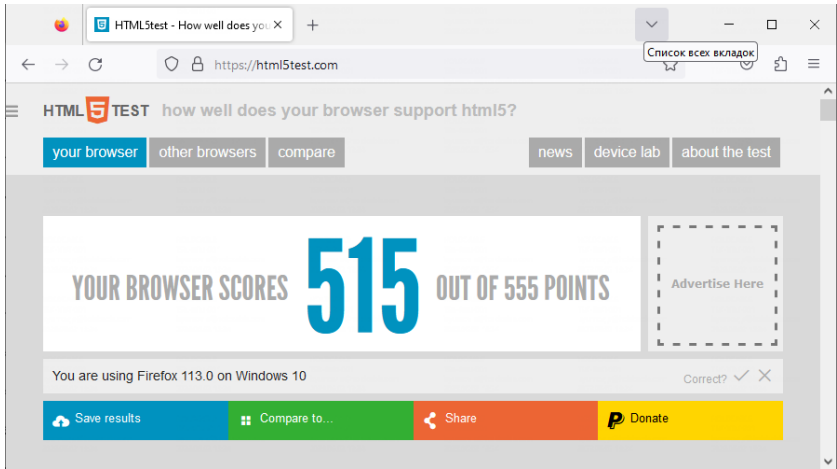 HTML5test - How well does you
Список всех вкладок
https://html5test.com
HTML 5 TEST how well does your browser support html5?
your browser other browsers compare news device lab about the test
YOUR BROWSER SCORES 515 OUT OF 555 POINTS
Advertise Here
You are using Firefox 113.0 on Windows 10 Correct?
Save results Compare to... Share Donate